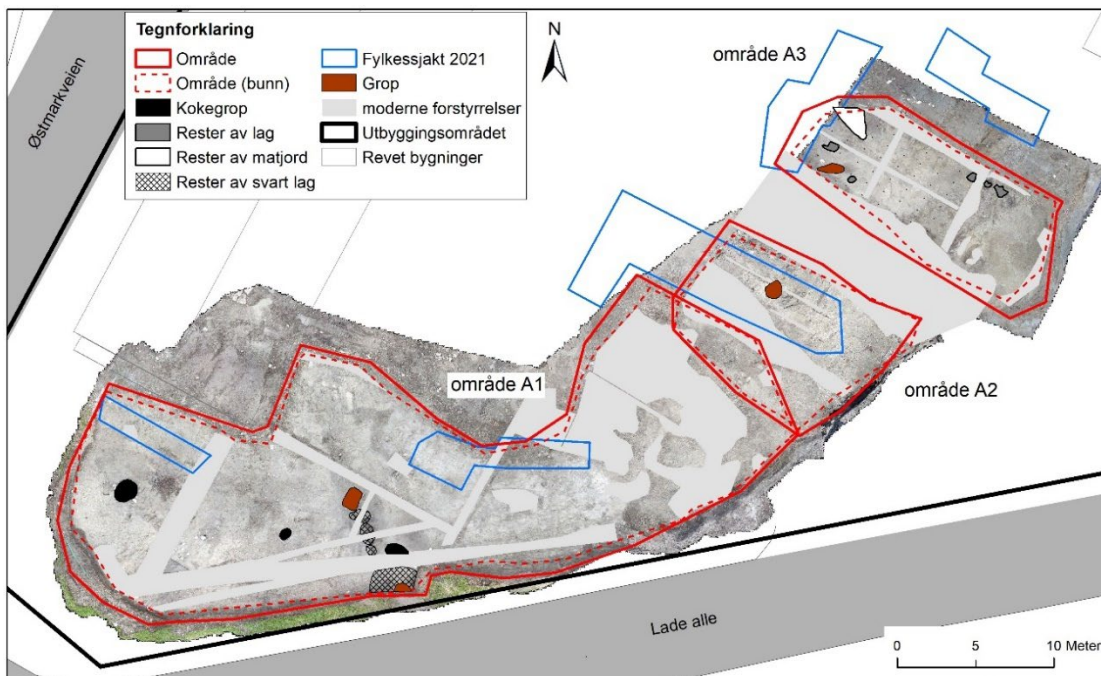 Tegnforklaring
Område
Område (bunn)
Kokegrop
Rester av lag
Rester av matjord
Rester av svart lag
Fylkessjakt 2021
Grop
moderne forstyrrelser
Utbyggingsområdet
Revet bygninger
N
område A3
Østmarkveien
område A1
område A2
Lade alle
0 5 10 Meter